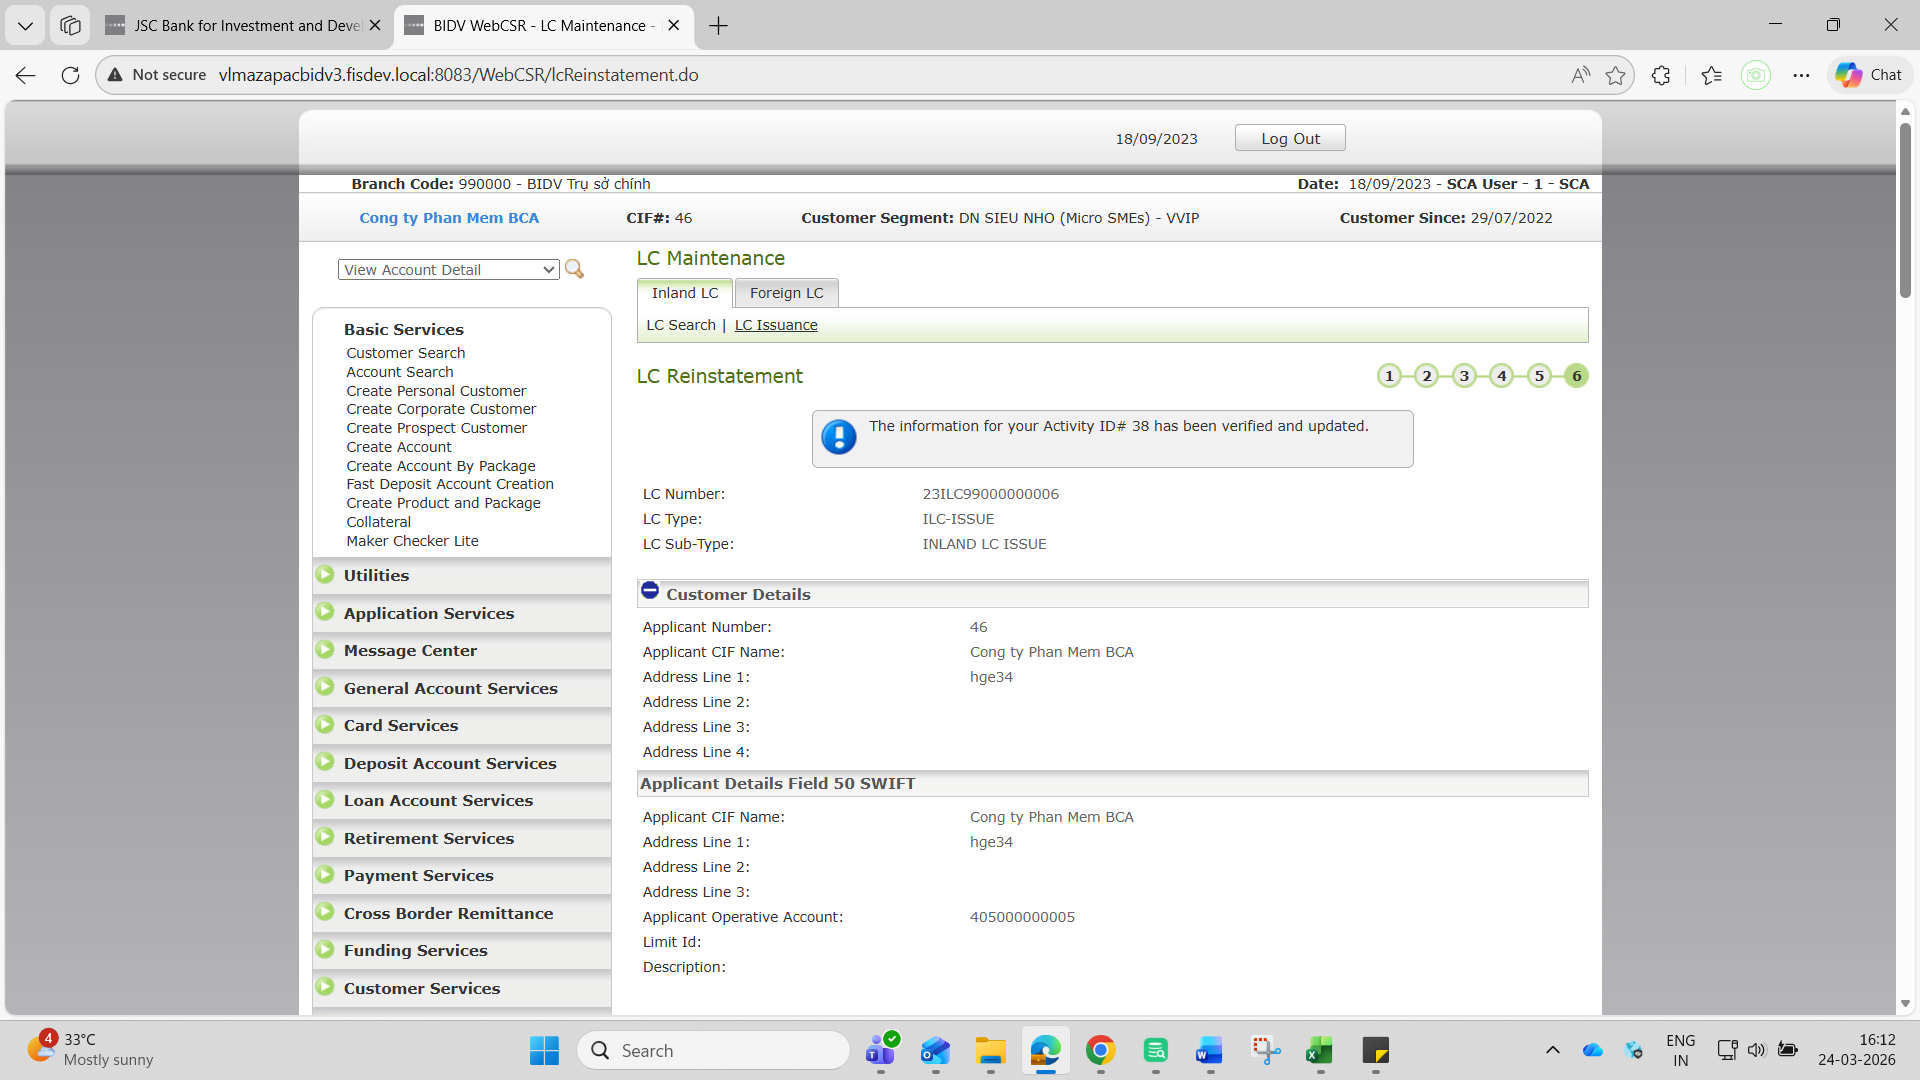 JSC Bank for Investment and Deve
BIDV WebCSR - LC Maintenance -
Not secure
vlmazapacbidv3.fisdev.local:8083/WebCSR/lcReinstatement.do
Chat
18/09/2023
Log Out
Branch Code: 990000 - BIDV Trụ sở chính
Date: 18/09/2023 - SCA User - 1 - SCA
Cong ty Phan Mem BCA
CIF#: 46
Customer Segment: DN SIEU NHO (Micro SMEs) - VVIP
Customer Since: 29/07/2022
View Account Detail
Basic Services
Customer Search
Account Search
Create Personal Customer
Create Corporate Customer
Create Prospect Customer
Create Account
Create Account By Package
Fast Deposit Account Creation
Create Product and Package
Collateral
Maker Checker Lite
Utilities
Application Services
Message Center
General Account Services
Card Services
Deposit Account Services
Loan Account Services
Retirement Services
Payment Services
Cross Border Remittance
Funding Services
Customer Services
LC Maintenance
Inland LC
Foreign LC
LC Search | LC Issuance
LC Reinstatement
1 2 3 4 5 6
The information for your Activity ID# 38 has been verified and updated.
LC Number: 23ILC99000000006
LC Type: ILC-ISSUE
LC Sub-Type: INLAND LC ISSUE
Customer Details
Applicant Number: 46
Applicant CIF Name: Cong ty Phan Mem BCA
Address Line 1: hge34
Address Line 2:
Address Line 3:
Address Line 4:
Applicant Details Field 50 SWIFT
Applicant CIF Name: Cong ty Phan Mem BCA
Address Line 1: hge34
Address Line 2:
Address Line 3:
Applicant Operative Account: 405000000005
Limit Id:
Description:
4
33°C
Mostly sunny
Search
ENG
IN
16:12
24-03-2026